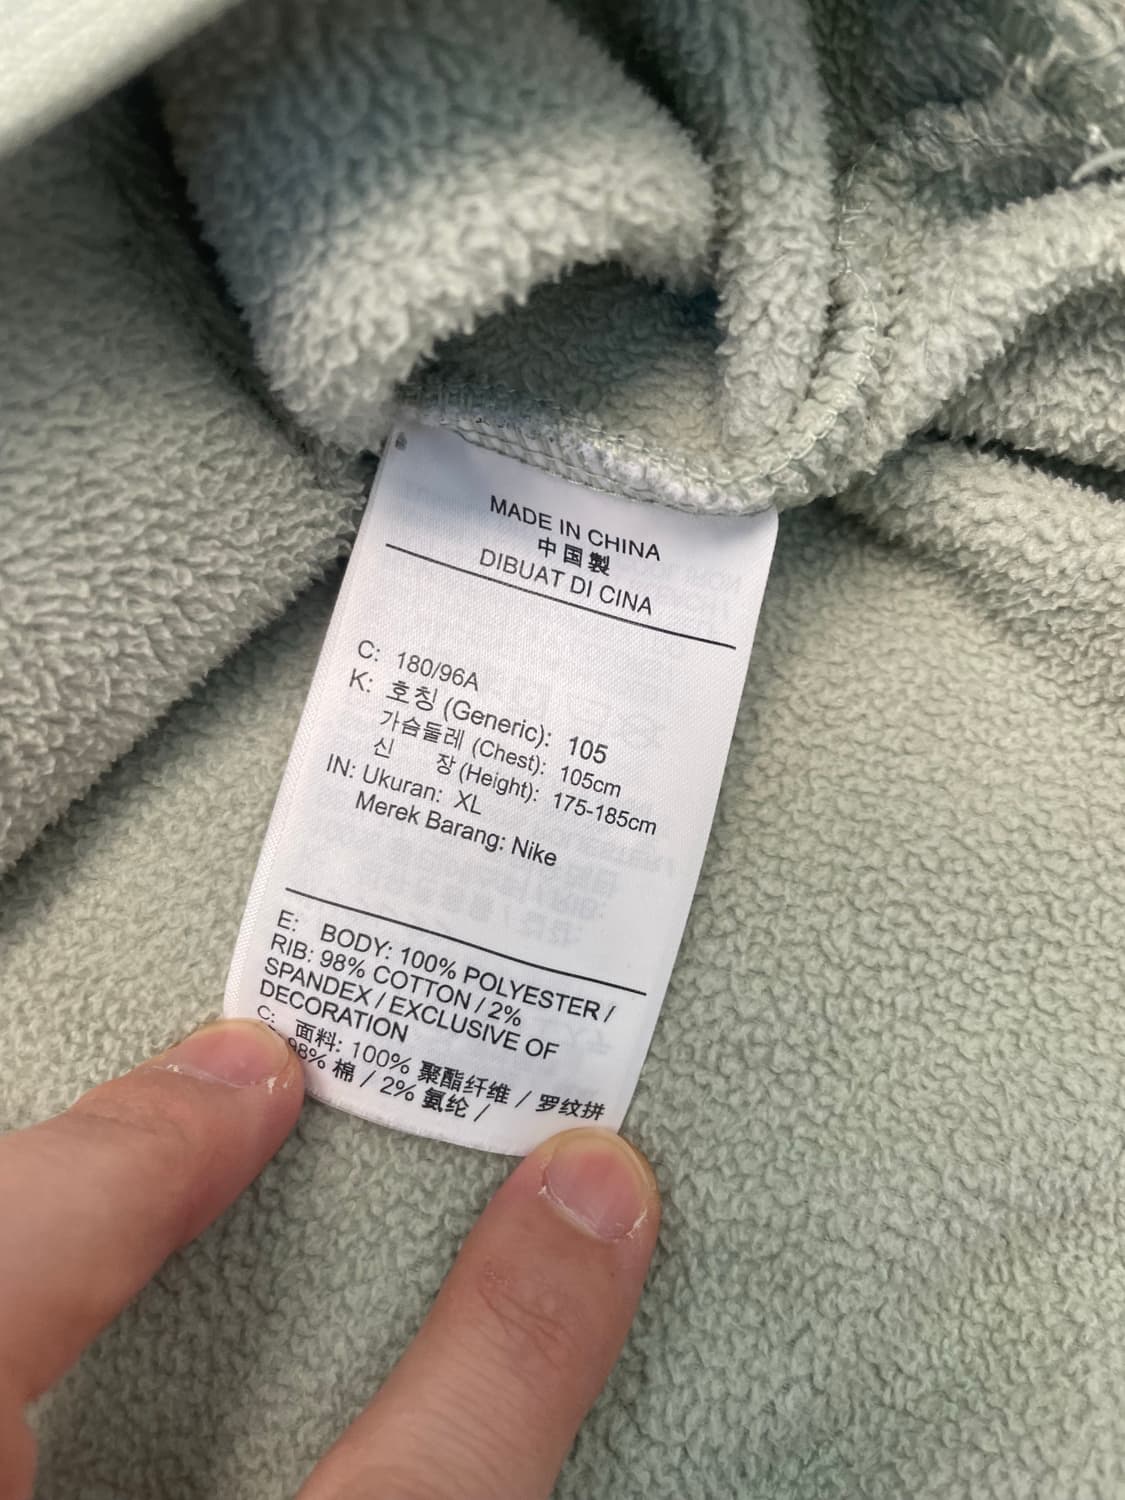 MADE IN CHINA
中国製
DIBUAT DI CINA
C: 180/96A
K: 호칭 (Generic): 105
가슴둘레 (Chest): 105cm
신 장 (Height): 175-185cm
IN: Ukuran: XL
Merek Barang: Nike
E: BODY: 100% POLYESTER /
RIB: 98% COTTON / 2%
SPANDEX / EXCLUSIVE OF
DECORATION
C: 面料: 100% 聚酯纤维 / 罗纹拼
98% 棉 / 2% 氨纶 /